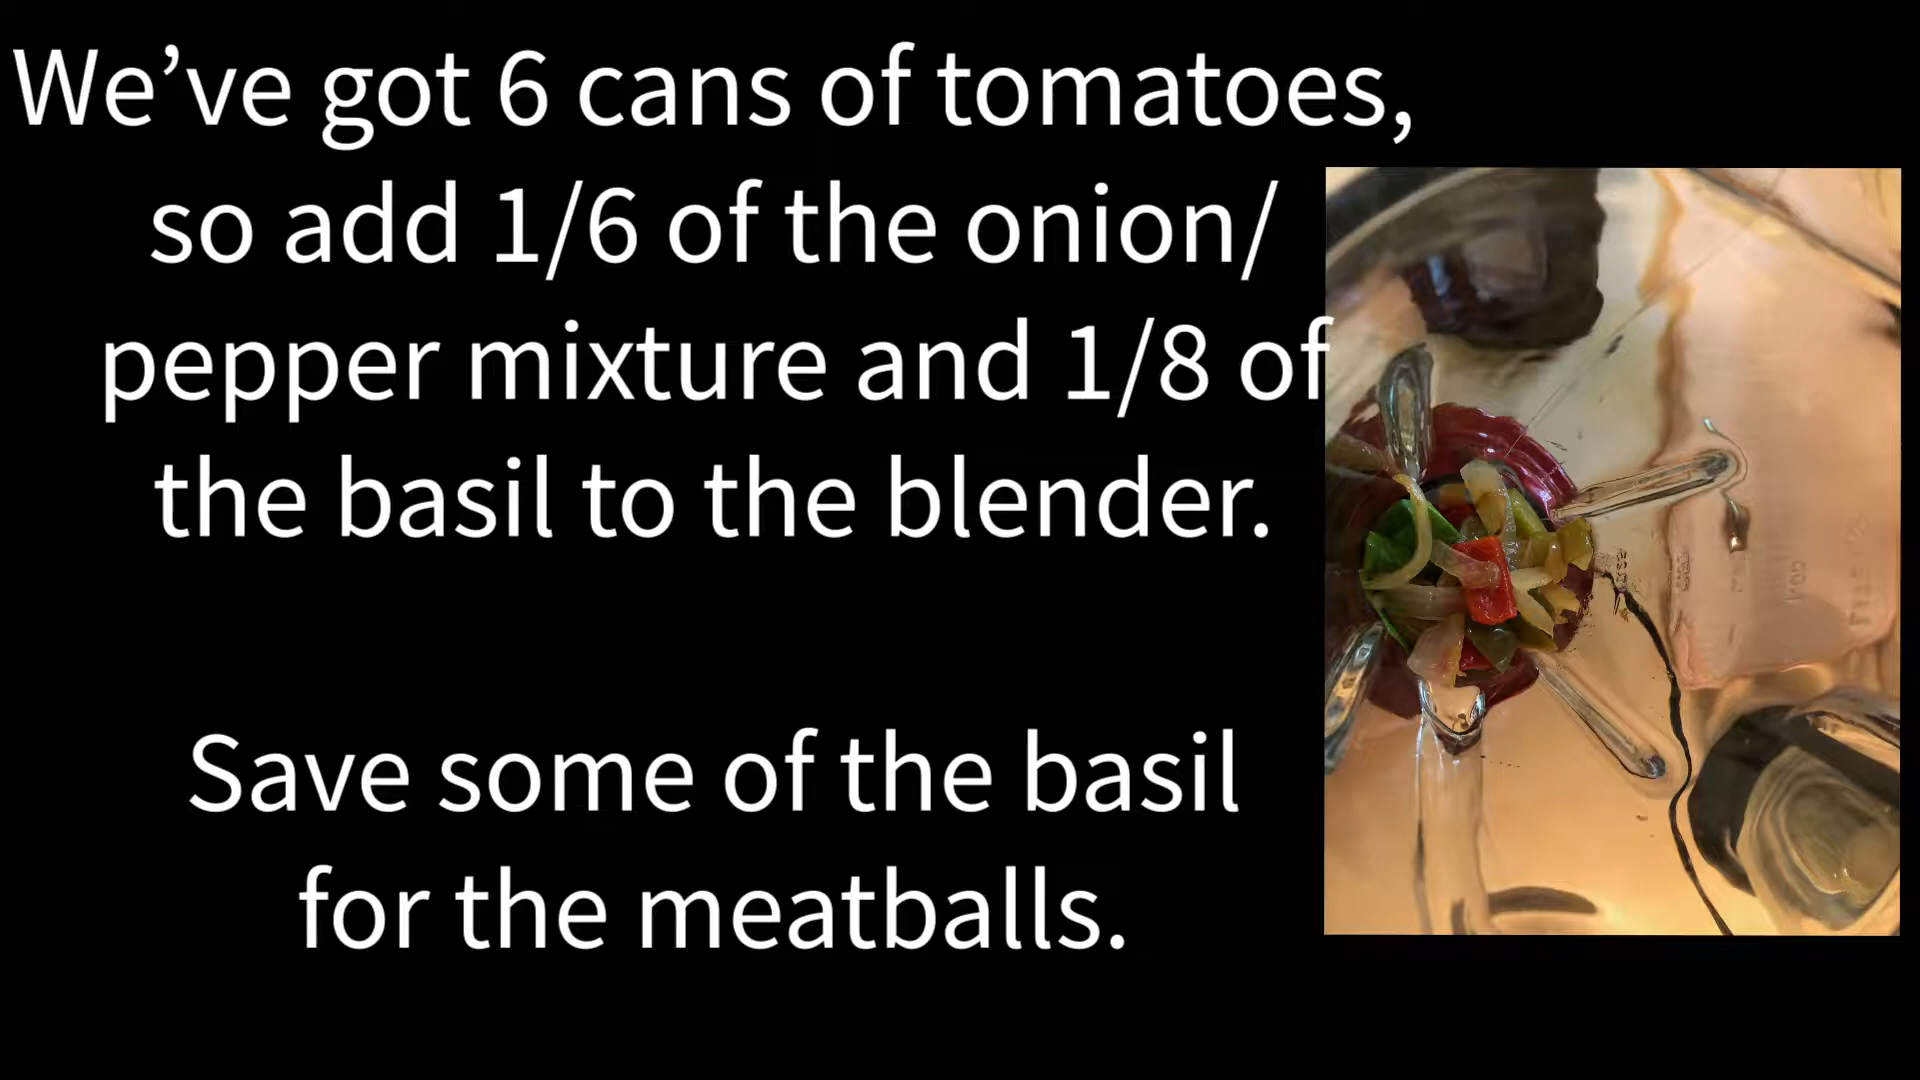 We’ve got 6 cans of tomatoes,
so add 1/6 of the onion/
pepper mixture and 1/8 of
the basil to the blender.
Save some of the basil
for the meatballs.